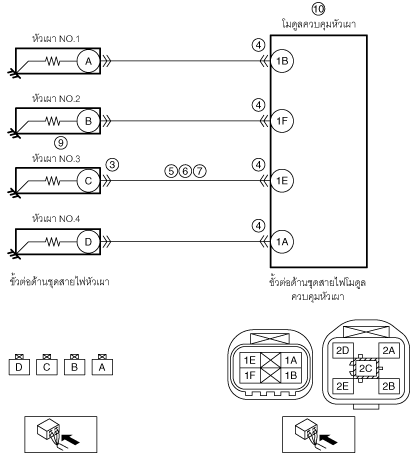 ⑩
โมดูลควบคุมหัวเผา
หัวเผา NO.1
A
④
1B
หัวเผา NO.2
B
④
1F
⑨
หัวเผา NO.3
C
③
⑤⑥⑦
④
1E
หัวเผา NO.4
D
④
1A
ขั้วต่อด้านชุดสายไฟหัวเผา
ขั้วต่อด้านชุดสายไฟโมดูล
ควบคุมหัวเผา
D C B A
1E 1A
1F 1B
2D 2A
2C
2E 2B